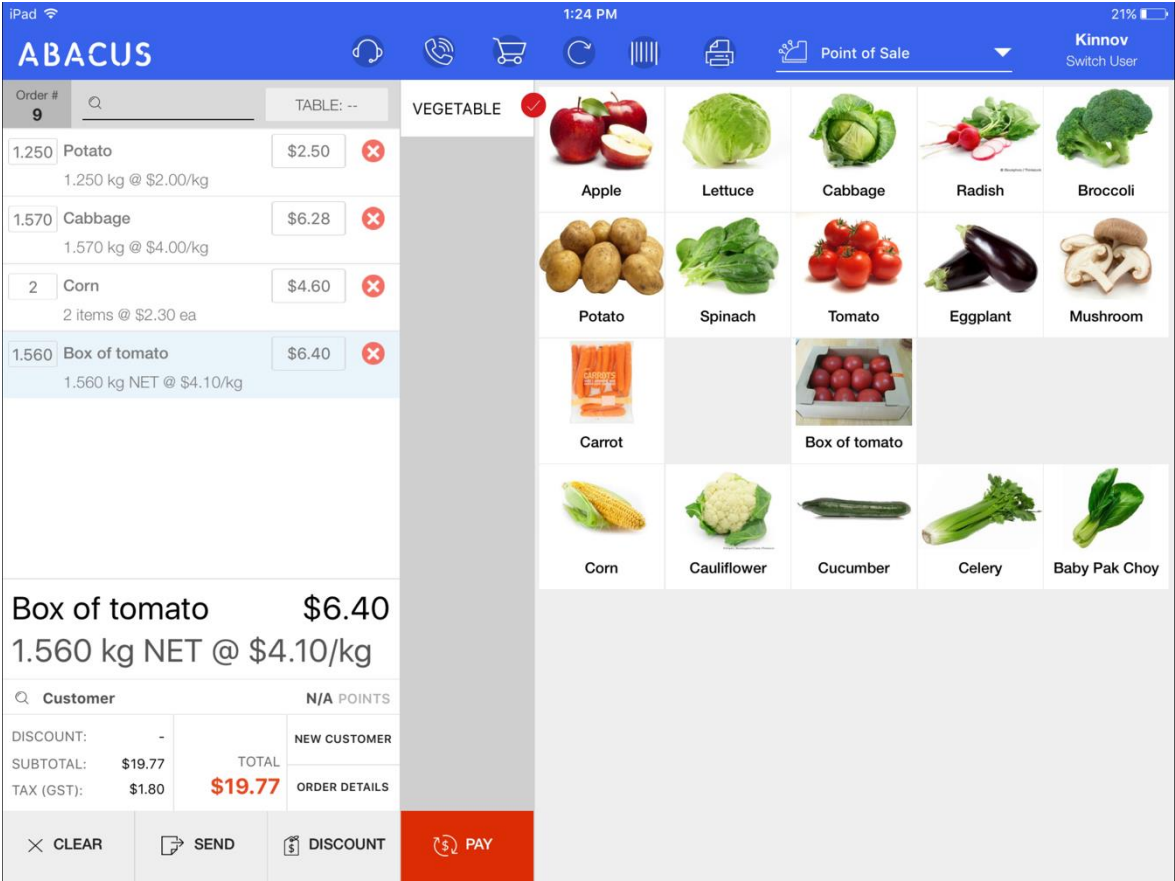 iPad
1:24 PM
21%
ABACUS
Point of Sale
Kinnov
Switch User
Order #
9
TABLE: --
1.250 Potato $2.50
1.250 kg @ $2.00/kg
1.570 Cabbage $6.28
1.570 kg @ $4.00/kg
2 Corn $4.60
2 items @ $2.30 ea
1.560 Box of tomato $6.40
1.560 kg NET @ $4.10/kg
Box of tomato $6.40
1.560 kg NET @ $4.10/kg
Customer N/A POINTS
DISCOUNT: -
SUBTOTAL: $19.77
TAX (GST): $1.80
TOTAL
$19.77
NEW CUSTOMER
ORDER DETAILS
CLEAR
SEND
DISCOUNT
PAY
VEGETABLE
Apple
Lettuce
Cabbage
Radish
Broccoli
Potato
Spinach
Tomato
Eggplant
Mushroom
CARROTS
Carrot
Box of tomato
Corn
Cauliflower
Cucumber
Celery
Baby Pak Choy